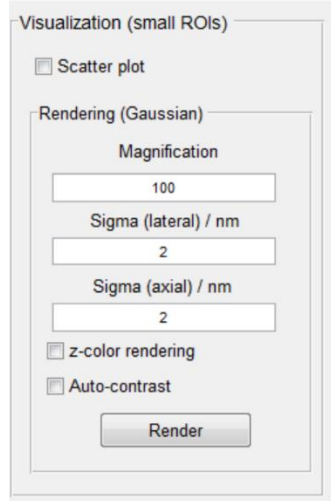 Visualization (small ROIs)
Scatter plot
Rendering (Gaussian)
Magnification
100
Sigma (lateral) / nm
2
Sigma (axial) / nm
2
z-color rendering
Auto-contrast
Render